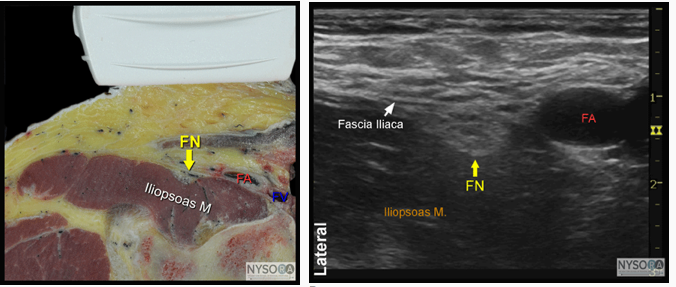 FN
FA
FV
Iliopsoas M
NYSORA
Fascia Iliaca
FA
FN
Iliopsoas M.
Lateral
1
2
NYSORA